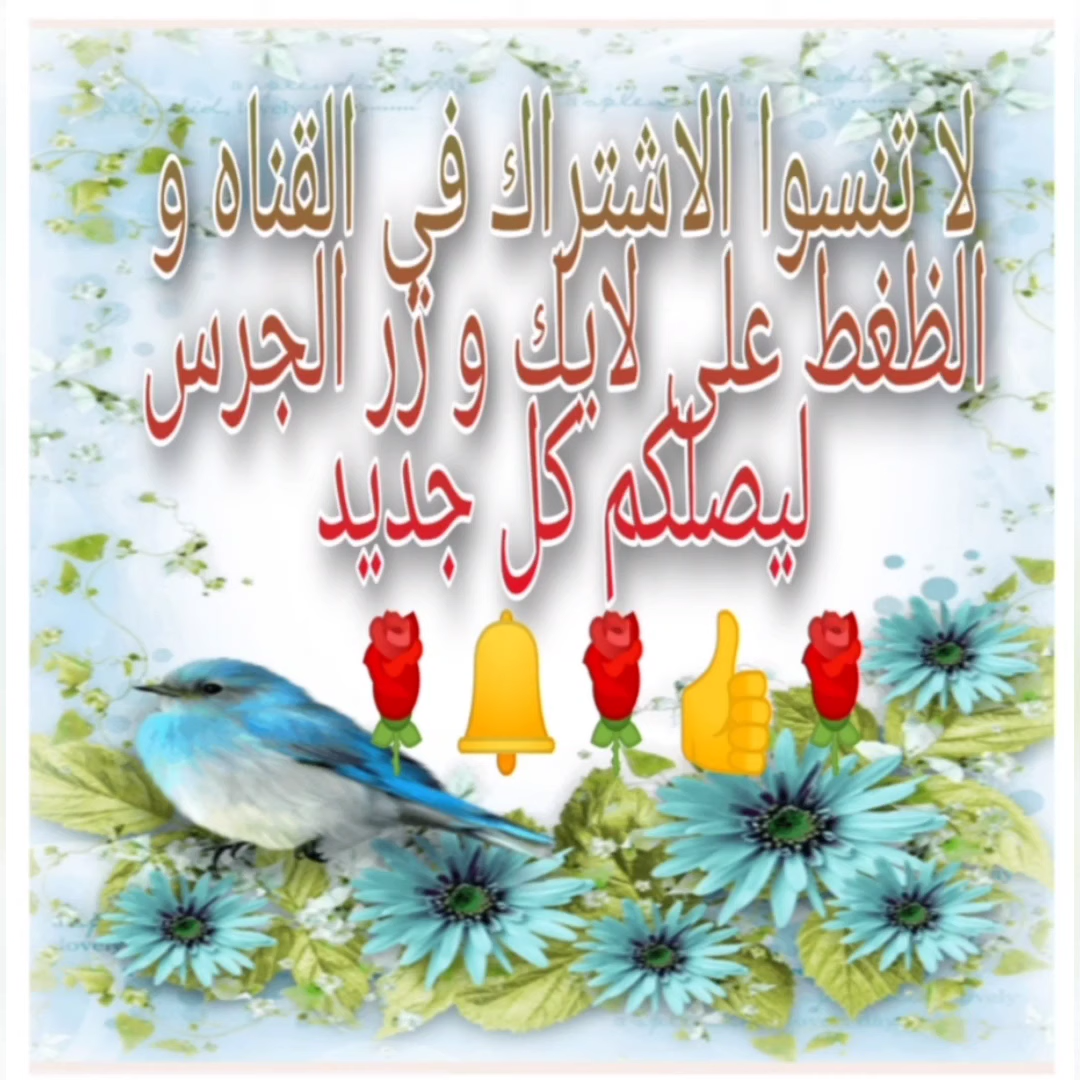 لا تنسوا الاشتراك في القناه و
الظغط على لايك و زر الجرس
ليصلكم كل جديد